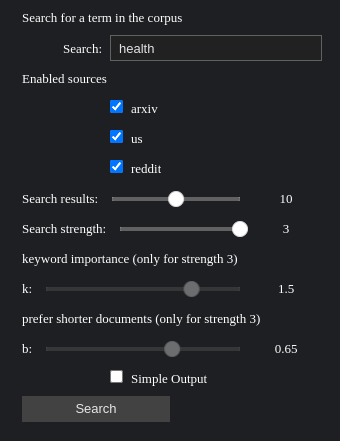 Search for a term in the corpus
Search: health
Enabled sources
arxiv
us
reddit
Search results: 10
Search strength: 3
keyword importance (only for strength 3)
k: 1.5
prefer shorter documents (only for strength 3)
b: 0.65
Simple Output
Search